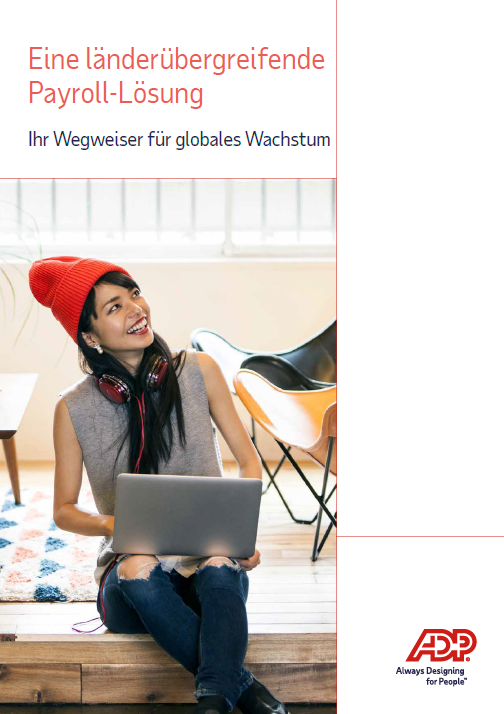 Eine länderübergreifende
Payroll-Lösung
Ihr Wegweiser für globales Wachstum
ADP
Always Designing
for People™